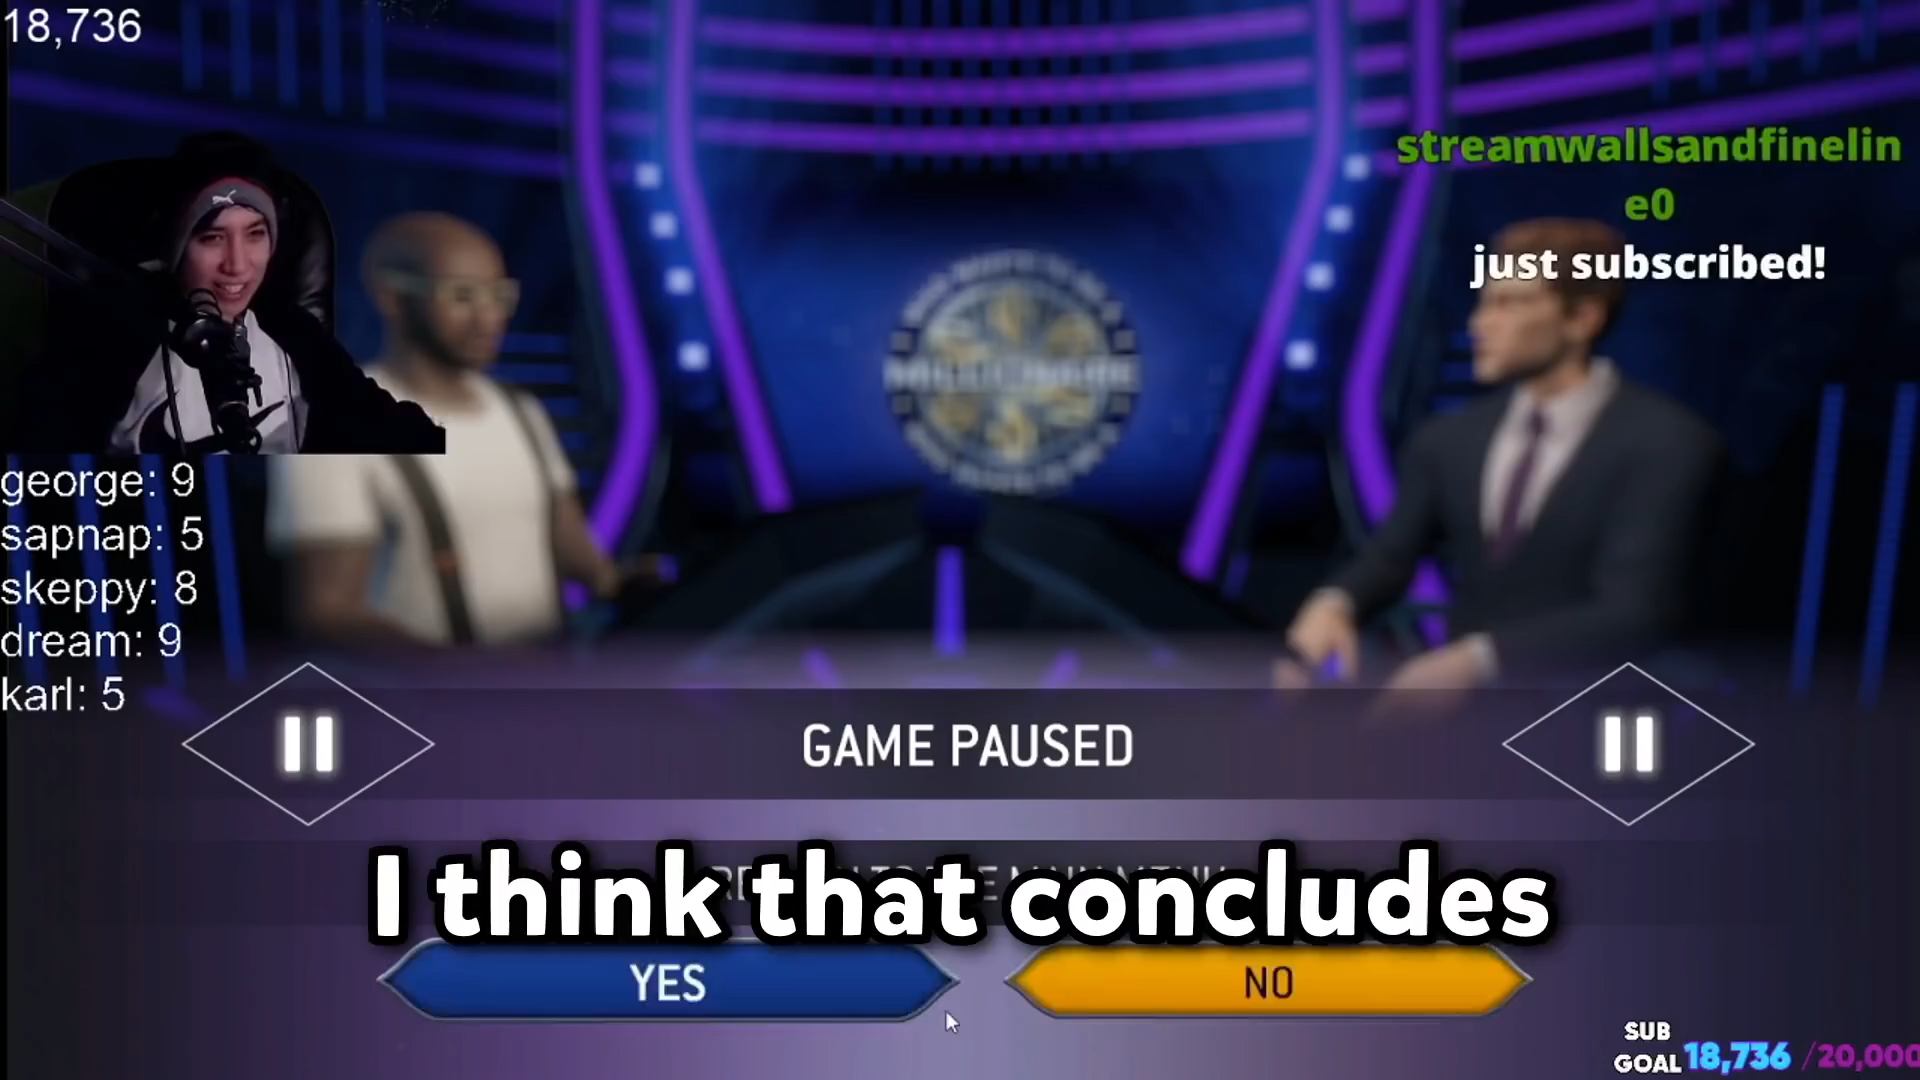 18,736
streamwallsandfinelin
e0
just subscribed!
MILLIONAIRE
george: 9
sapnap: 5
skeppy: 8
dream: 9
karl: 5
GAME PAUSED
I think that concludes
YES
NO
SUB
GOAL 18,736 /20,000